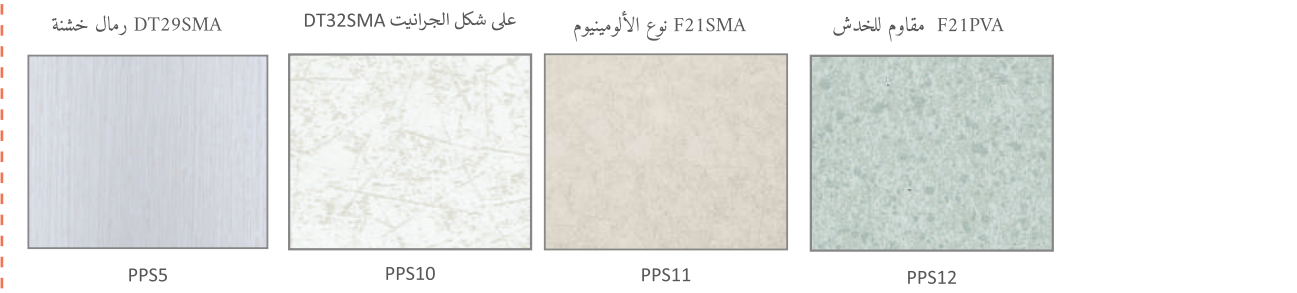 DT29SMA رمال خشنة
على شكل الجرانيت DT32SMA
F21SMA نوع الألومينيوم
F21PVA مقاوم للخدش
PPS5
PPS10
PPS11
PPS12